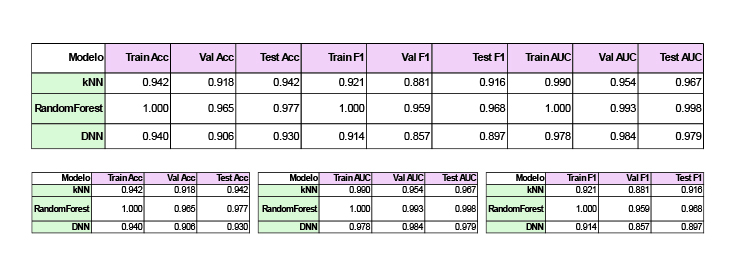 Modelo Train Acc Val Acc Test Acc Train F1 Val F1 Test F1 Train AUC Val AUC Test AUC
kNN 0.942 0.918 0.942 0.921 0.881 0.916 0.990 0.954 0.967
RandomForest 1.000 0.965 0.977 1.000 0.959 0.968 1.000 0.993 0.998
DNN 0.940 0.906 0.930 0.914 0.857 0.897 0.978 0.984 0.979
Modelo Train Acc Val Acc Test Acc
kNN 0.942 0.918 0.942
RandomForest 1.000 0.965 0.977
DNN 0.940 0.906 0.930
Modelo Train AUC Val AUC Test AUC
kNN 0.990 0.954 0.967
RandomForest 1.000 0.993 0.998
DNN 0.978 0.984 0.979
Modelo Train F1 Val F1 Test F1
kNN 0.921 0.881 0.916
RandomForest 1.000 0.959 0.968
DNN 0.914 0.857 0.897